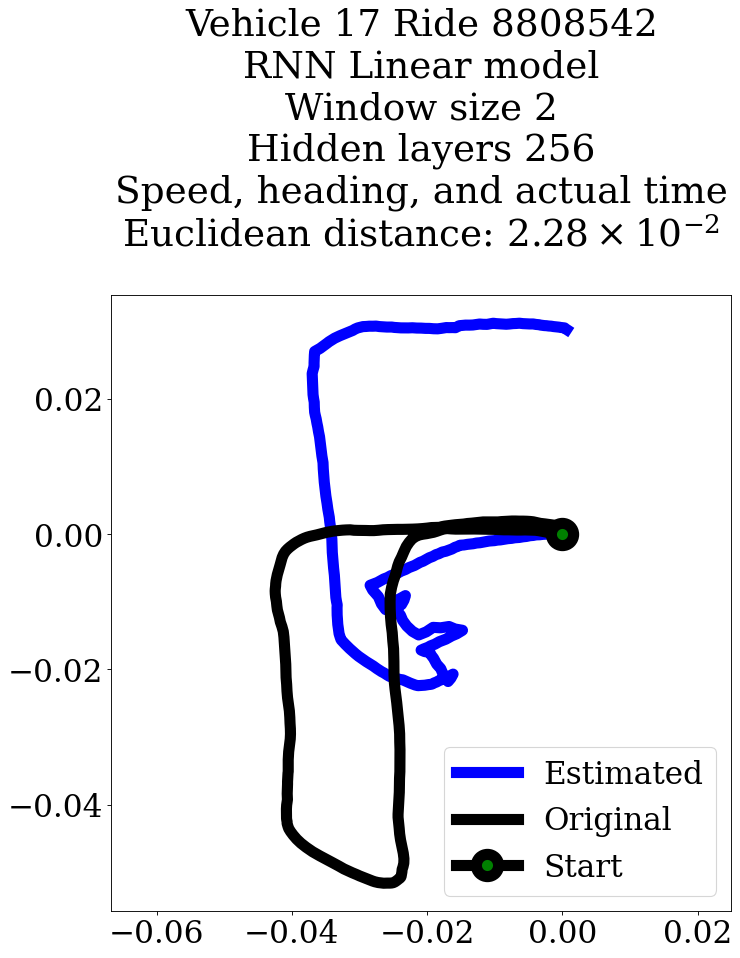 Vehicle 17 Ride 8808542
RNN Linear model
Window size 2
Hidden layers 256
Speed, heading, and actual time
Euclidean distance: 2.28 × 10⁻²
0.02
0.00
−0.02
−0.04
Estimated
Original
Start
−0.06 −0.04 −0.02 0.00 0.02